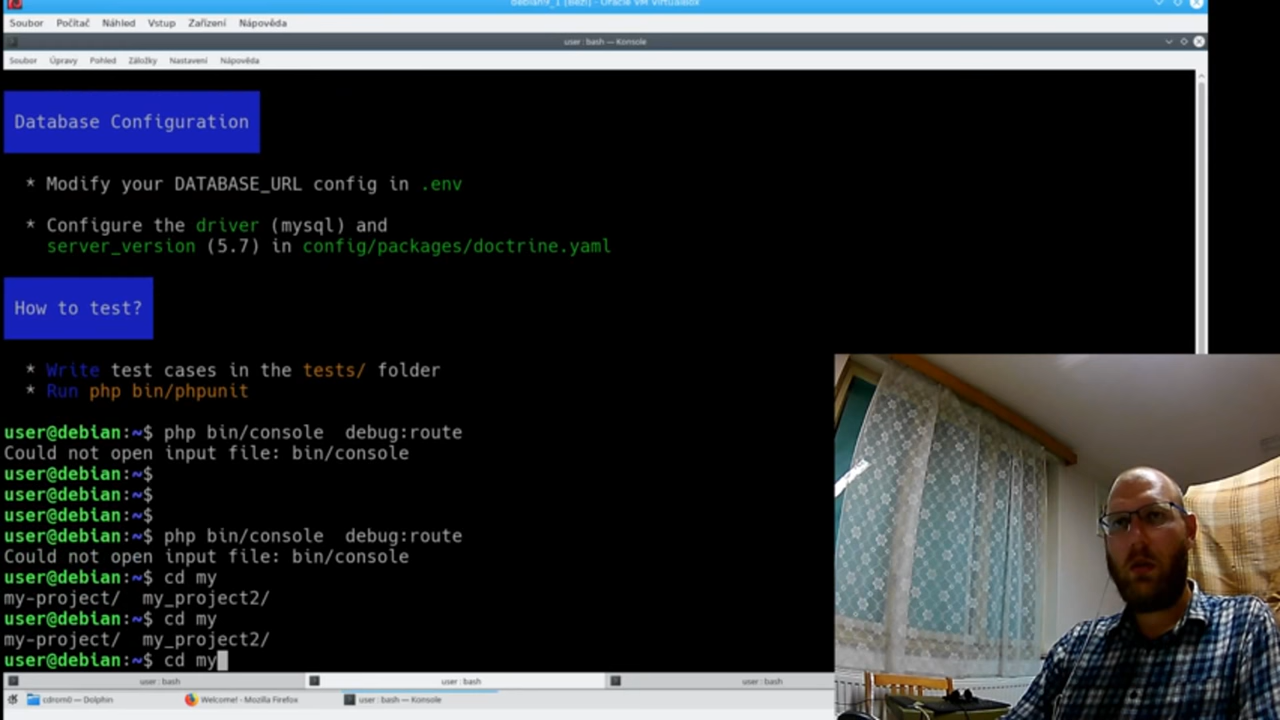 debian9_1 [Běží] - Oracle VM VirtualBox
Soubor Počítač Náhled Vstup Zařízení Nápověda
user : bash — Konsole
Soubor Úpravy Pohled Záložky Nastavení Nápověda
Database Configuration
* Modify your DATABASE_URL config in .env
* Configure the driver (mysql) and
server_version (5.7) in config/packages/doctrine.yaml
How to test?
* Write test cases in the tests/ folder
* Run php bin/phpunit
user@debian:~$ php bin/console  debug:route
Could not open input file: bin/console
user@debian:~$
user@debian:~$
user@debian:~$
user@debian:~$ php bin/console  debug:route
Could not open input file: bin/console
user@debian:~$ cd my
my-project/  my_project2/
user@debian:~$ cd my
my-project/  my_project2/
user@debian:~$ cd my
user : bash user : bash user : bash
cdrom0 — Dolphin Welcome! - Mozilla Firefox user : bash — Konsole